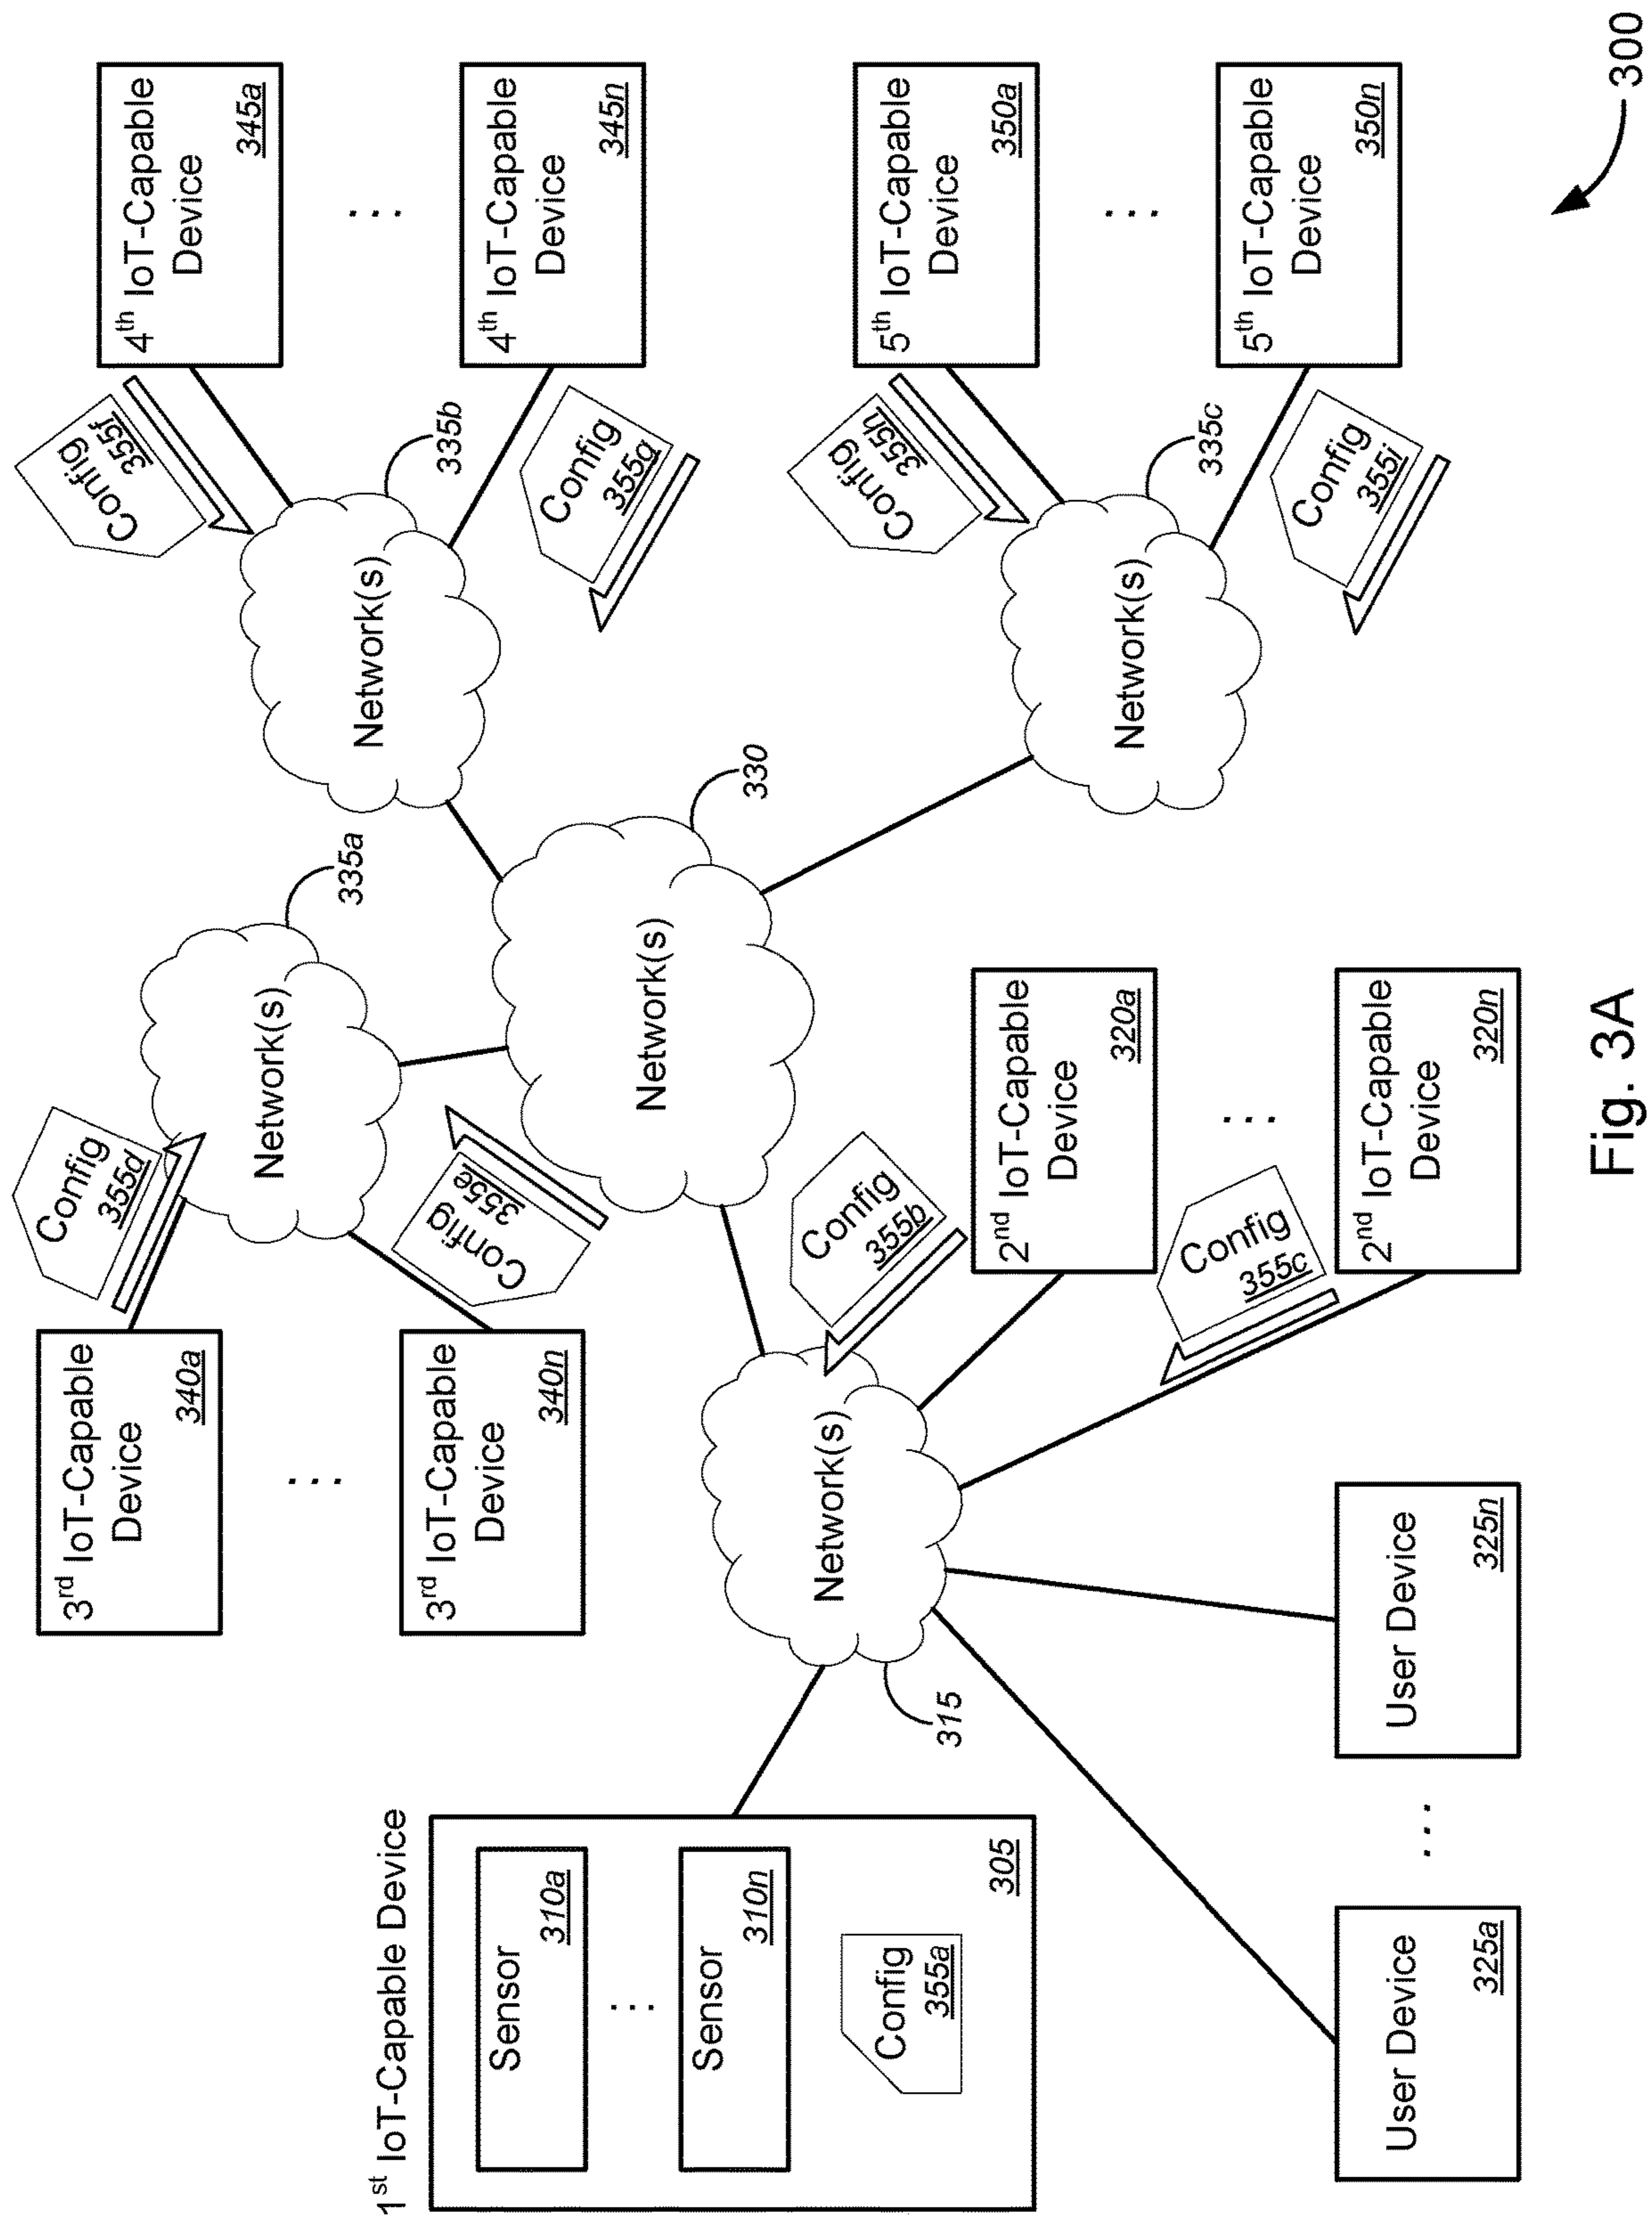 1st IoT-Capable Device
Sensor
310a
...
Sensor
310n
Config
355a
305
3rd IoT-Capable
Device
340a
...
3rd IoT-Capable
Device
340n
Config
355d
Config
355e
Network(s)
335a
Network(s)
315
Network(s)
330
User Device
325a
...
User Device
325n
Config
355b
Config
355c
2nd IoT-Capable
Device
320a
...
2nd IoT-Capable
Device
320n
Network(s)
335b
Config
355f
Config
355g
4th IoT-Capable
Device
345a
...
4th IoT-Capable
Device
345n
Network(s)
335c
Config
355h
Config
355i
5th IoT-Capable
Device
350a
...
5th IoT-Capable
Device
350n
300
Fig. 3A